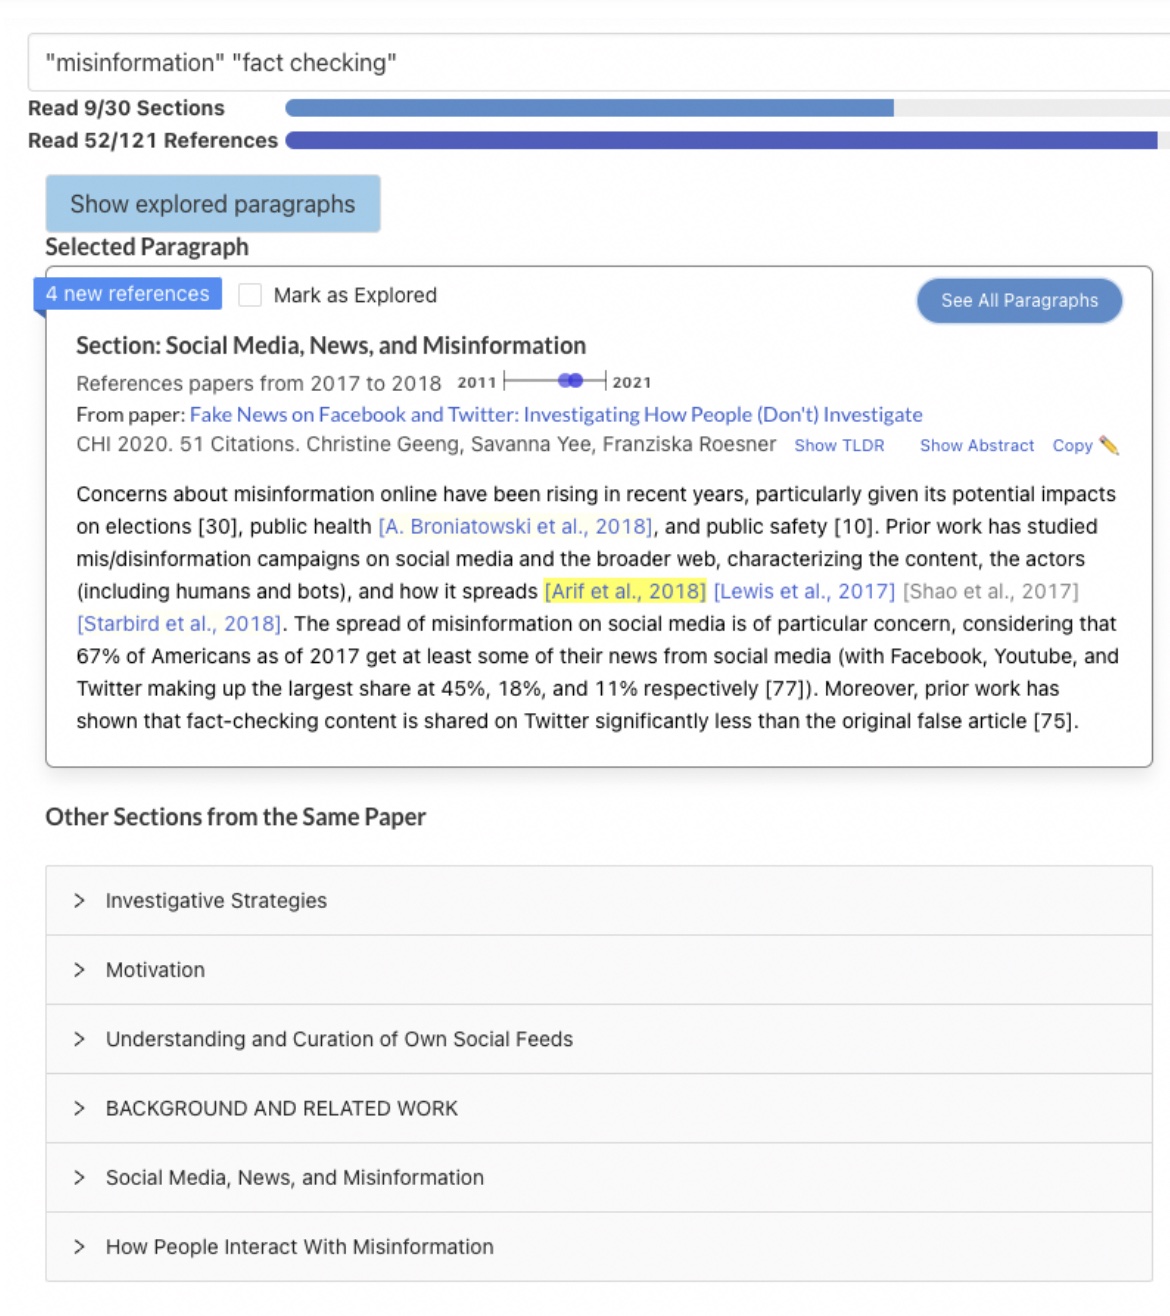 "misinformation" "fact checking"
Read 9/30 Sections
Read 52/121 References
Show explored paragraphs
Selected Paragraph
4 new references Mark as Explored See All Paragraphs
Section: Social Media, News, and Misinformation
References papers from 2017 to 2018 2011 2021
From paper: Fake News on Facebook and Twitter: Investigating How People (Don't) Investigate
CHI 2020. 51 Citations. Christine Geeng, Savanna Yee, Franziska Roesner Show TLDR Show Abstract Copy ✏️
Concerns about misinformation online have been rising in recent years, particularly given its potential impacts
on elections [30], public health [A. Broniatowski et al., 2018], and public safety [10]. Prior work has studied
mis/disinformation campaigns on social media and the broader web, characterizing the content, the actors
(including humans and bots), and how it spreads [Arif et al., 2018] [Lewis et al., 2017] [Shao et al., 2017]
[Starbird et al., 2018]. The spread of misinformation on social media is of particular concern, considering that
67% of Americans as of 2017 get at least some of their news from social media (with Facebook, Youtube, and
Twitter making up the largest share at 45%, 18%, and 11% respectively [77]). Moreover, prior work has
shown that fact-checking content is shared on Twitter significantly less than the original false article [75].
Other Sections from the Same Paper
Investigative Strategies
Motivation
Understanding and Curation of Own Social Feeds
BACKGROUND AND RELATED WORK
Social Media, News, and Misinformation
How People Interact With Misinformation